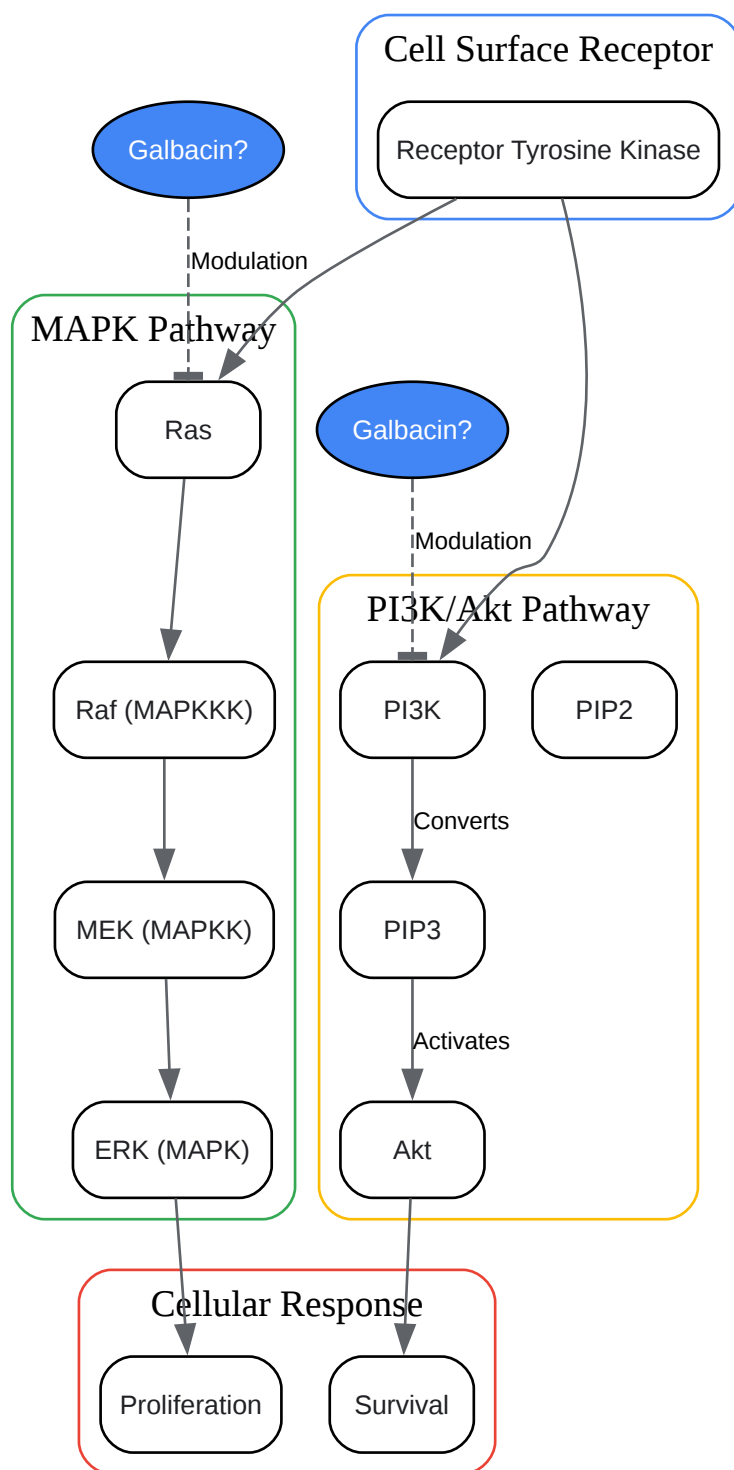 Cell Surface Receptor
Galbacin?
Receptor Tyrosine Kinase
Modulation
MAPK Pathway
Ras
Galbacin?
Modulation
PI3K/Akt Pathway
Raf (MAPKKK)
PI3K
PIP2
Converts
MEK (MAPKK)
PIP3
Activates
ERK (MAPK)
Akt
Cellular Response
Proliferation
Survival